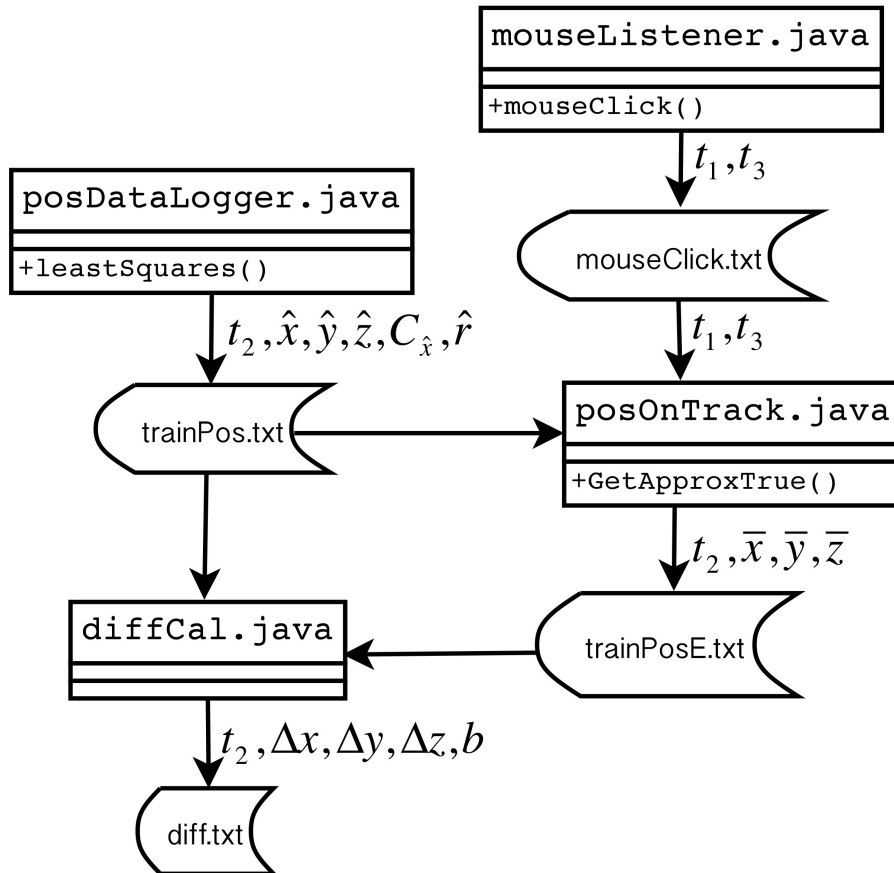 mouseListener.java
+mouseClick()
t₁,t₃
posDataLogger.java
+leastSquares()
mouseClick.txt
t₂,x̂,ŷ,ẑ,C_x̂,r̂
t₁,t₃
trainPos.txt
posOnTrack.java
+GetApproxTrue()
t₂,x̅,y̅,z̅
diffCal.java
trainPosE.txt
t₂,Δx,Δy,Δz,b
diff.txt